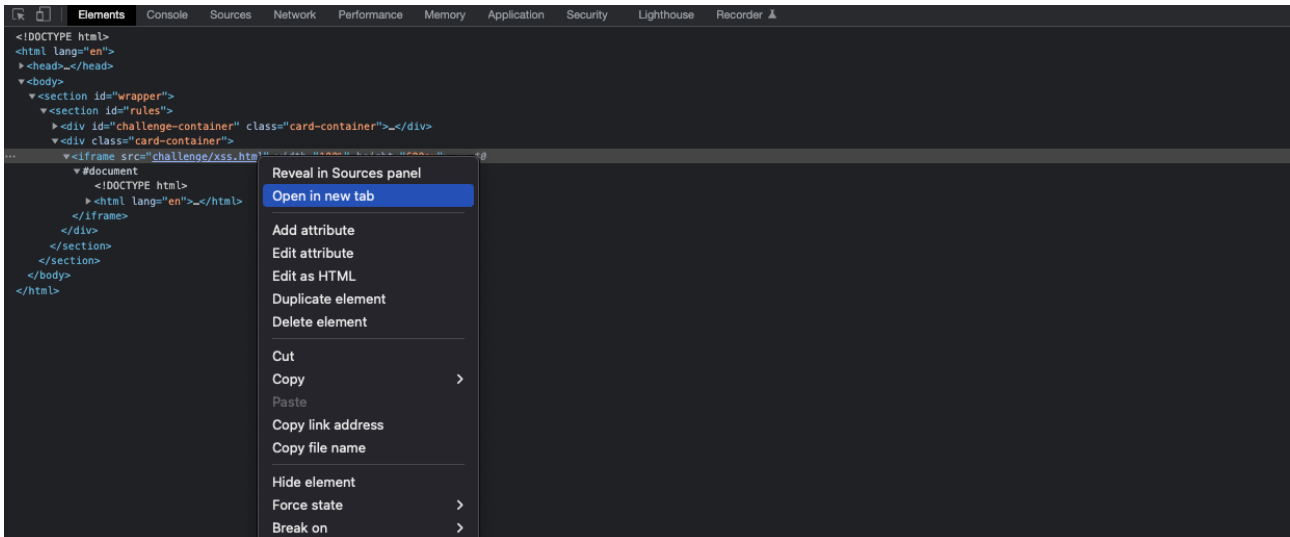 Elements Console Sources Network Performance Memory Application Security Lighthouse Recorder
<!DOCTYPE html>
<html lang="en">
▶<head>…</head>
▼<body>
▼<section id="wrapper">
▼<section id="rules">
▶<div id="challenge-container" class="card-container">…</div>
▼<div class="card-container">
… ▼<iframe src="challenge/xss.html"
▼#document
<!DOCTYPE html>
▶<html lang="en">…</html>
</iframe>
</div>
</section>
</section>
</body>
</html>
Reveal in Sources panel
Open in new tab
Add attribute
Edit attribute
Edit as HTML
Duplicate element
Delete element
Cut
Copy
Paste
Copy link address
Copy file name
Hide element
Force state
Break on